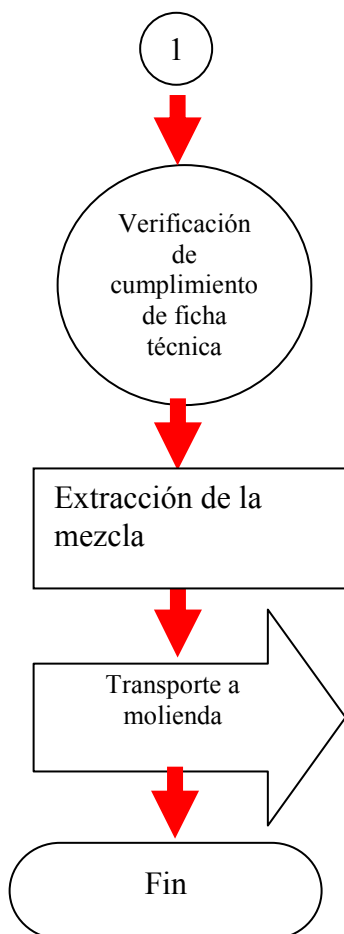 1
Verificación
de
cumplimiento
de ficha
técnica
Extracción de la
mezcla
Transporte a
molienda
Fin